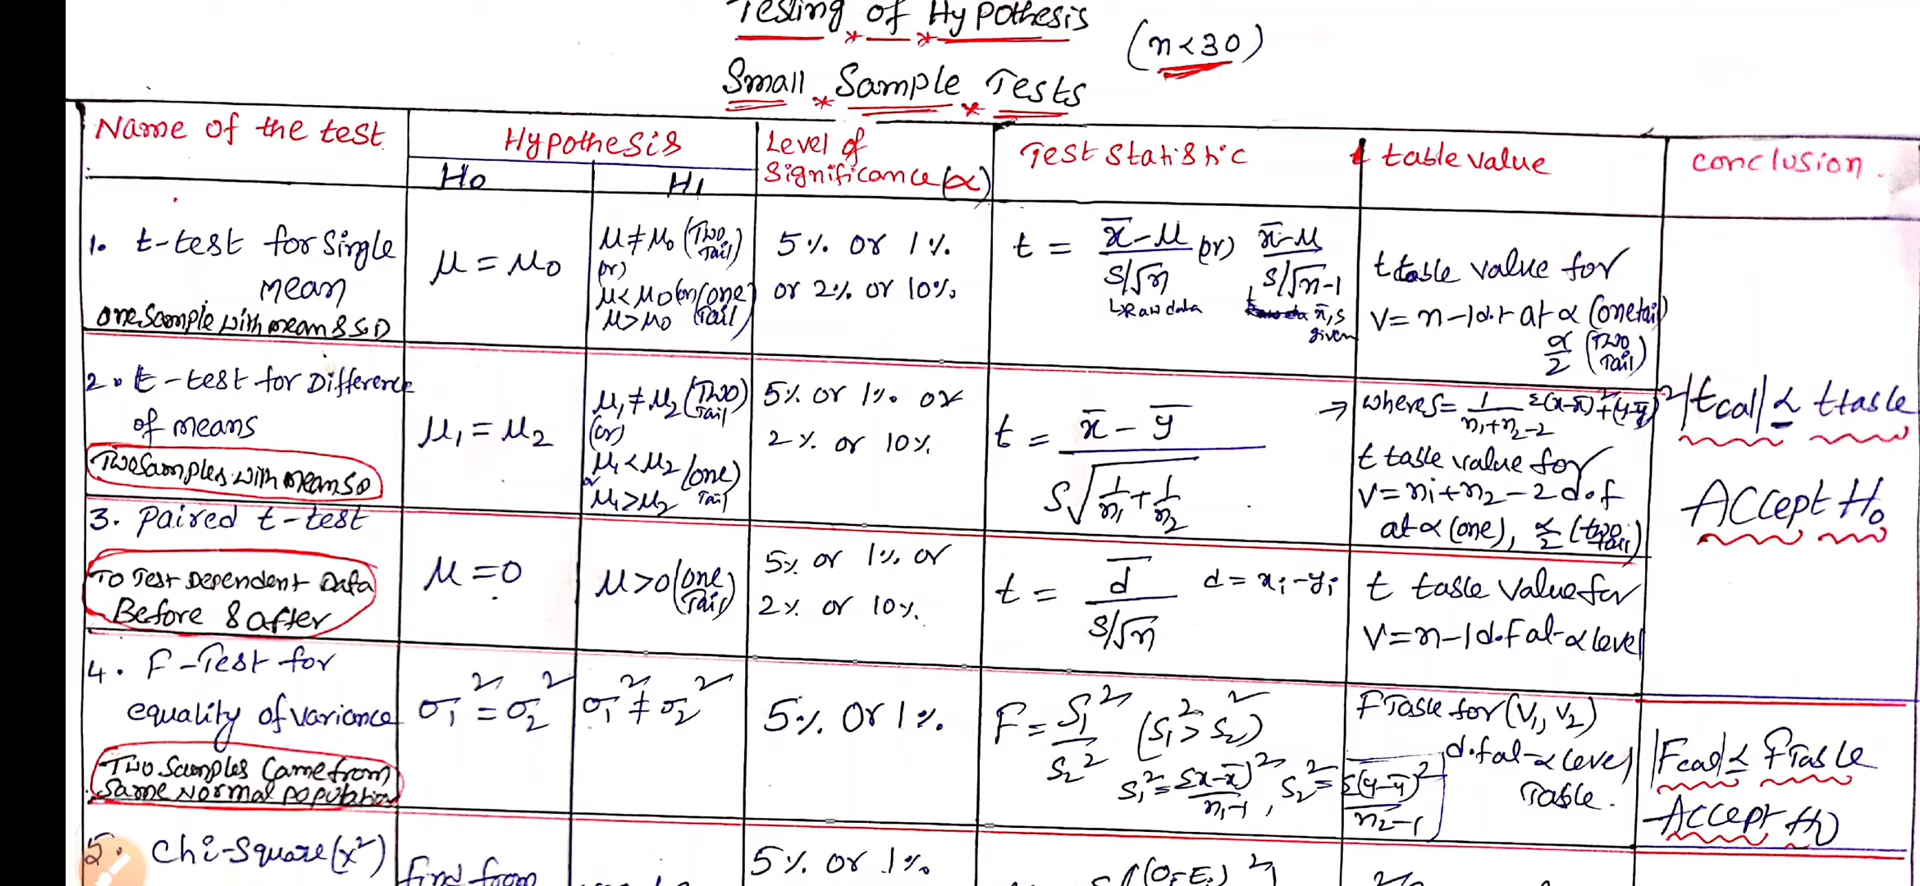 Testing of Hypothesis
(n<30)
Small Sample Tests
Name of the test
Hypothesis
H0
H1
Level of
Significance (α)
Test Statistic
t table value
conclusion.
1. t-test for Single
mean
one sample with mean & S.D
μ = μ0
μ ≠ μ0 (Two Tail)
(or)
μ < μ0 (or) (one
μ > μ0 Tail)
5% or 1%
or 2% or 10%
t = x̄-μ / S/√n (or) x̄-μ / S/√n-1
↳Raw data
x̄, s
given
t table value for
V = n-1 d.f at α (one tail)
α/2 (Two Tail)
2. t-test for Difference
of means
Two Samples with mean SD
μ1 = μ2
μ1 ≠ μ2 (Two Tail)
(or)
μ1 < μ2 (one
or
μ1 > μ2 Tail)
5% or 1% or
2% or 10%
t = x̄ - ȳ / S√1/n1 + 1/n2
→ where S = 1/n1+n2-2 Σ(x-x̄)²+(y-ȳ)²
t table value for
V = n1+n2-2 d.f
at α (one), α/2 (two Tail)
|tcal| ≤ ttable
Accept H0
3. Paired t-test
To Test Dependent Data
Before & after
μ = 0
μ > 0 (one Tail)
5% or 1% or
2% or 10%
t = d̄ / S/√n d = xi - yi
t table value for
V = n-1 d.f at α level
4. F-Test for
equality of variance
Two Samples Came from
Same Normal Population
σ1² = σ2²
σ1² ≠ σ2²
5% or 1%
F = S1²/S2² (S1² > S2²)
S1² = Σ(x-x̄)²/n1-1, S2² = Σ(y-ȳ)²/n2-1
F Table for (V1, V2)
d.f at α level
Table.
|Fcal| ≤ FTable
Accept H0
5. Chi-Square (x²)
find from
5% or 1%